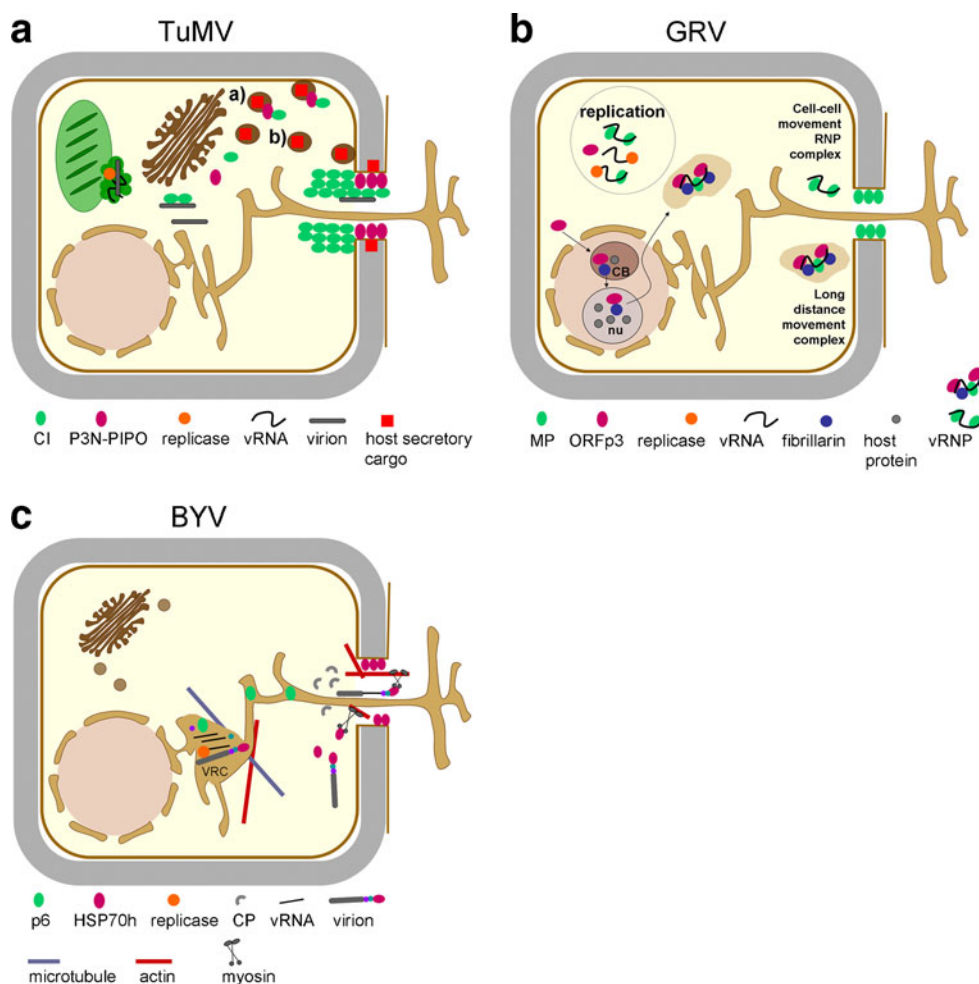 a TuMV
a)
b)
CI P3N-PIPO replicase vRNA virion host secretory
cargo
b GRV
replication
Cell-cell
movement
RNP
complex
CB
nu
Long
distance
movement
complex
MP ORFp3 replicase vRNA fibrillarin host
protein vRNP
c BYV
VRC
p6 HSP70h replicase CP vRNA virion
microtubule actin myosin